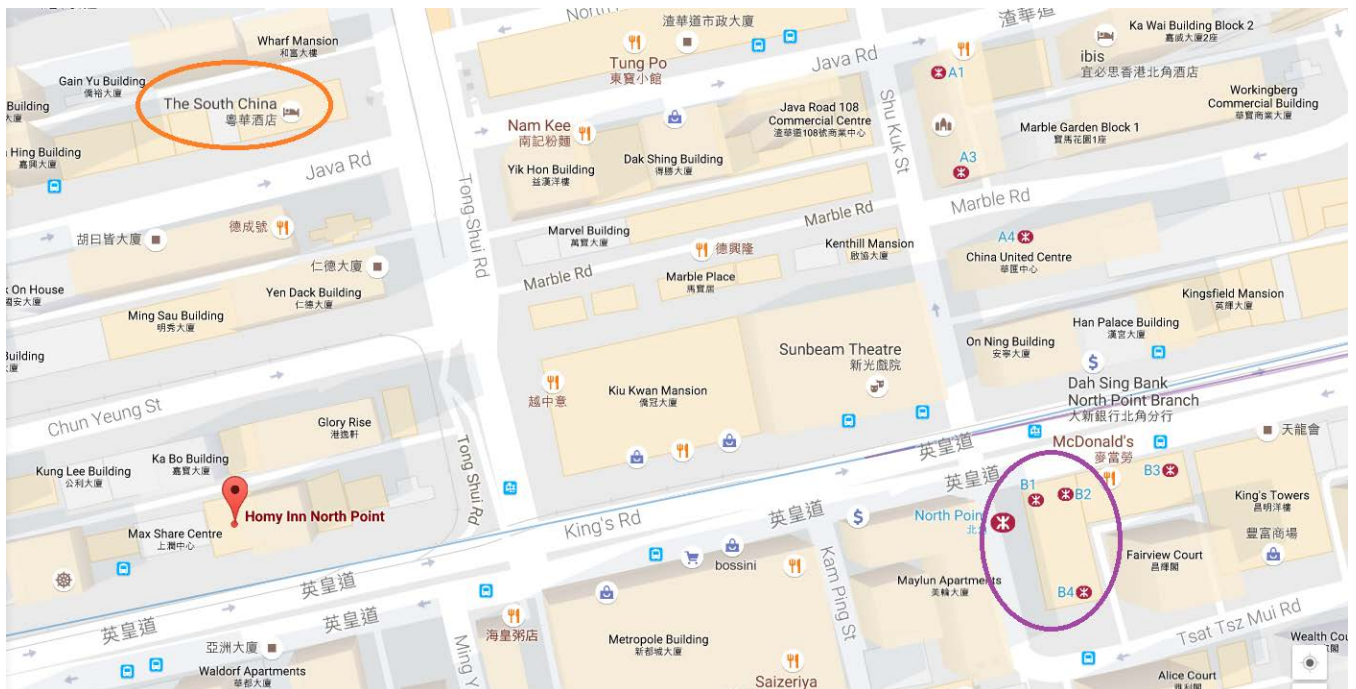 North P
渣華道市政大廈
渣華道
Ka Wai Building Block 2
嘉威大廈2座
Wharf Mansion
和富大樓
Tung Po
東寶小館
Java Rd
A1
ibis
宜必思香港北角酒店
Gain Yu Building
僑裕大廈
Building
大廈
The South China
粵華酒店
Shu Kuk St
Workingberg
Commercial Building
華寶商業大廈
Nam Kee
南記粉麵
Java Road 108
Commercial Centre
渣華道108號商業中心
Marble Garden Block 1
寶馬花園1座
Hing Building
嘉興大廈
Java Rd
Yik Hon Building
益漢洋樓
Dak Shing Building
得勝大廈
A3
Tong Shui Rd
Marble Rd
Marble Rd
胡曰皆大廈
德成號
Marvel Building
萬寶大廈
德興隆
Kenthill Mansion
啟協大廈
A4
China United Centre
華匯中心
仁德大廈
Marble Rd
Marble Place
馬寶居
k On House
國安大廈
Yen Dack Building
仁德大廈
Kingsfield Mansion
英輝大廈
Ming Sau Building
明秀大廈
Han Palace Building
漢宮大廈
Building
大廈
Sunbeam Theatre
新光戲院
On Ning Building
安寧大廈
越中意
Kiu Kwan Mansion
僑冠大廈
Dah Sing Bank
North Point Branch
大新銀行北角分行
Chun Yeung St
Glory Rise
港逸軒
英皇道
McDonald's
麥當勞
天龍會
Kung Lee Building
公利大廈
Ka Bo Building
嘉寶大廈
Tong Shui Rd
英皇道
B1
B2
B3
King's Towers
昌明洋樓
Homy Inn North Point
King's Rd
英皇道
North Point
北角
Max Share Centre
上潤中心
豐富商場
bossini
Kam Ping St
Fairview Court
昌輝閣
英皇道
Maylun Apartments
美輪大廈
B4
英皇道
英皇道
海皇粥店
Metropole Building
新都城大廈
Tsat Tsz Mui Rd
亞洲大廈
Ming Y
Wealth Cou
Waldorf Apartments
華都大廈
Saizeriya
Alice Court